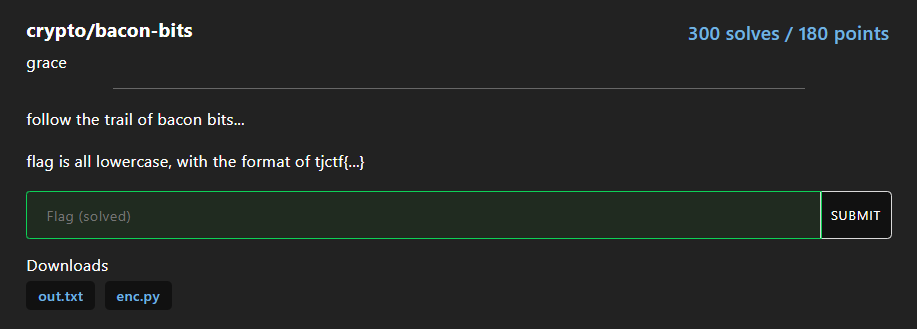 crypto/bacon-bits
300 solves / 180 points
grace
follow the trail of bacon bits...
flag is all lowercase, with the format of tjctf{...}
Flag (solved)
SUBMIT
Downloads
out.txt
enc.py